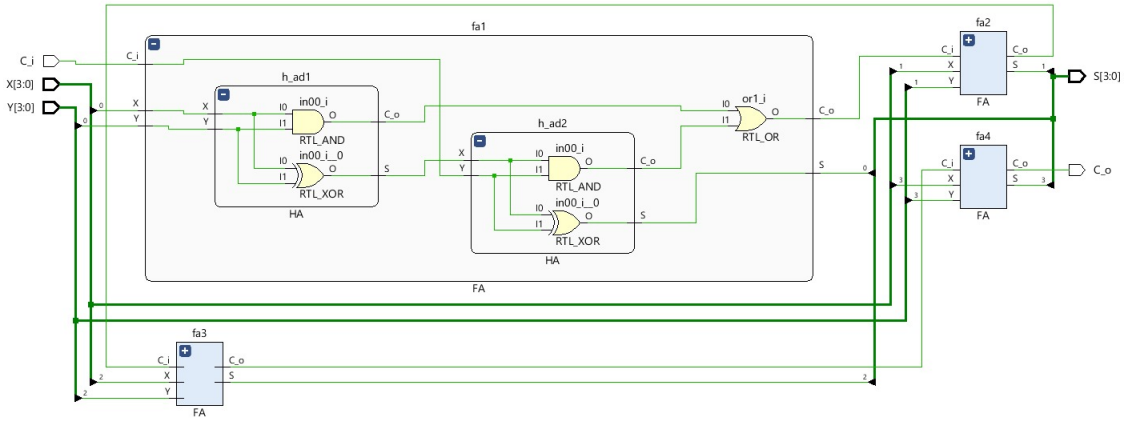 fa1
fa2
C_i
X[3:0]
Y[3:0]
C_i
X
Y
0
0
h_ad1
X
Y
in00_i
I0
I1
O
RTL_AND
in00_i__0
I0
I1
O
RTL_XOR
C_o
S
HA
h_ad2
X
Y
in00_i
I0
I1
O
RTL_AND
in00_i__0
I0
I1
O
RTL_XOR
C_o
S
HA
or1_i
I0
I1
O
RTL_OR
C_o
S
0
FA
C_i
X
Y
1
1
C_o
S
1
FA
S[3:0]
fa4
C_i
X
Y
3
3
C_o
S
3
FA
C_o
fa3
C_i
X
Y
2
2
C_o
S
2
FA